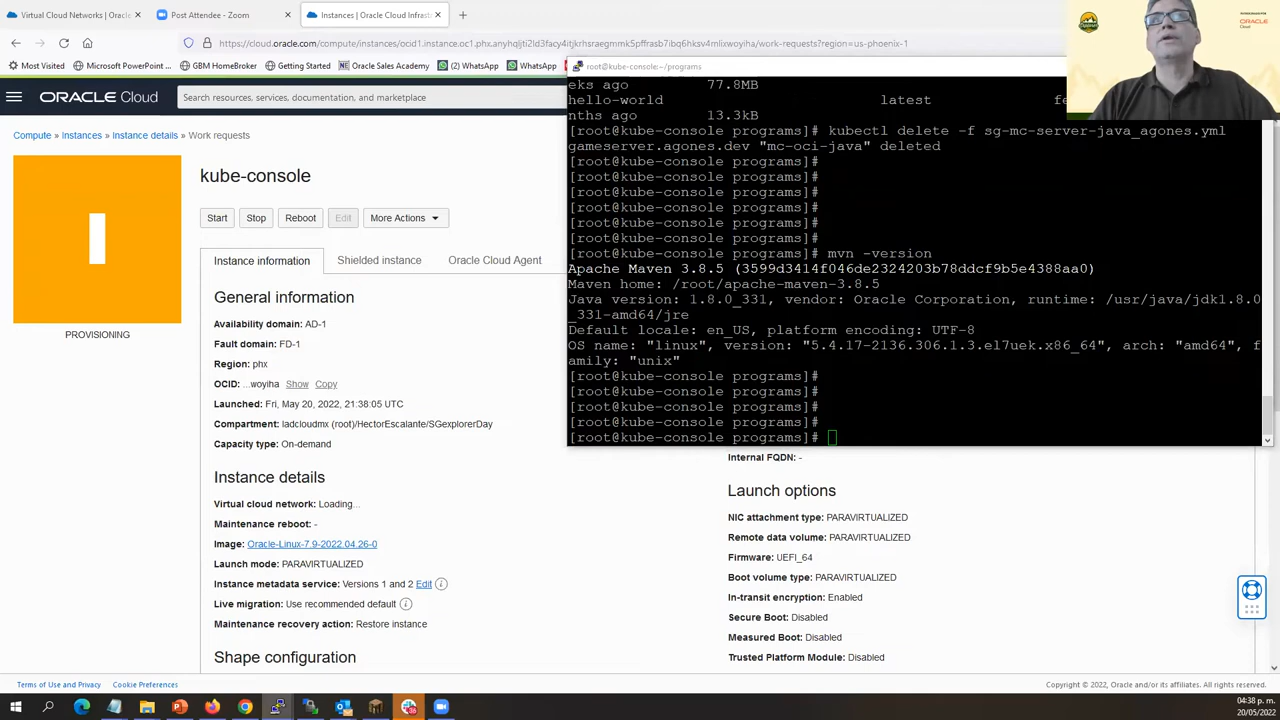 Virtual Cloud Networks | Oracle
Post Attendee - Zoom
Instances | Oracle Cloud Infrast
https://cloud.oracle.com/compute/instances/ocid1.instance.oc1.phx.anyhqljti2ld3facy4itjkrhsraegmmk5pffrasb7ibq6hksv4mlixwoyiha/work-requests?region=us-phoenix-1
Most Visited
Microsoft PowerPoint ...
GBM HomeBroker
Getting Started
Oracle Sales Academy
(2) WhatsApp
WhatsApp
root@kube-console:~/programs
ORACLE Cloud
Search resources, services, documentation, and marketplace
ORACLE
Cloud
eks ago 77.8MB
hello-world latest fe
nths ago 13.3kB
[root@kube-console programs]# kubectl delete -f sg-mc-server-java_agones.yml
gameserver.agones.dev "mc-oci-java" deleted
[root@kube-console programs]#
[root@kube-console programs]#
[root@kube-console programs]#
[root@kube-console programs]#
[root@kube-console programs]#
[root@kube-console programs]#
[root@kube-console programs]# mvn -version
Apache Maven 3.8.5 (3599d3414f046de2324203b78ddcf9b5e4388aa0)
Maven home: /root/apache-maven-3.8.5
Java version: 1.8.0_331, vendor: Oracle Corporation, runtime: /usr/java/jdk1.8.0
_331-amd64/jre
Default locale: en_US, platform encoding: UTF-8
OS name: "linux", version: "5.4.17-2136.306.1.3.el7uek.x86_64", arch: "amd64", f
amily: "unix"
[root@kube-console programs]#
[root@kube-console programs]#
[root@kube-console programs]#
[root@kube-console programs]#
[root@kube-console programs]#
Compute » Instances » Instance details » Work requests
PROVISIONING
kube-console
Start
Stop
Reboot
Edit
More Actions
Instance information
Shielded instance
Oracle Cloud Agent
General information
Availability domain: AD-1
Fault domain: FD-1
Region: phx
OCID: ...woyiha Show Copy
Launched: Fri, May 20, 2022, 21:38:05 UTC
Compartment: ladcloudmx (root)/HectorEscalante/SGexplorerDay
Capacity type: On-demand
Instance details
Virtual cloud network: Loading...
Maintenance reboot: -
Image: Oracle-Linux-7.9-2022.04.26-0
Launch mode: PARAVIRTUALIZED
Instance metadata service: Versions 1 and 2 Edit
Live migration: Use recommended default
Maintenance recovery action: Restore instance
Shape configuration
Internal FQDN: -
Launch options
NIC attachment type: PARAVIRTUALIZED
Remote data volume: PARAVIRTUALIZED
Firmware: UEFI_64
Boot volume type: PARAVIRTUALIZED
In-transit encryption: Enabled
Secure Boot: Disabled
Measured Boot: Disabled
Trusted Platform Module: Disabled
Terms of Use and Privacy
Cookie Preferences
Copyright © 2022, Oracle and/or its affiliates. All rights reserved.
04:38 p. m.
20/05/2022